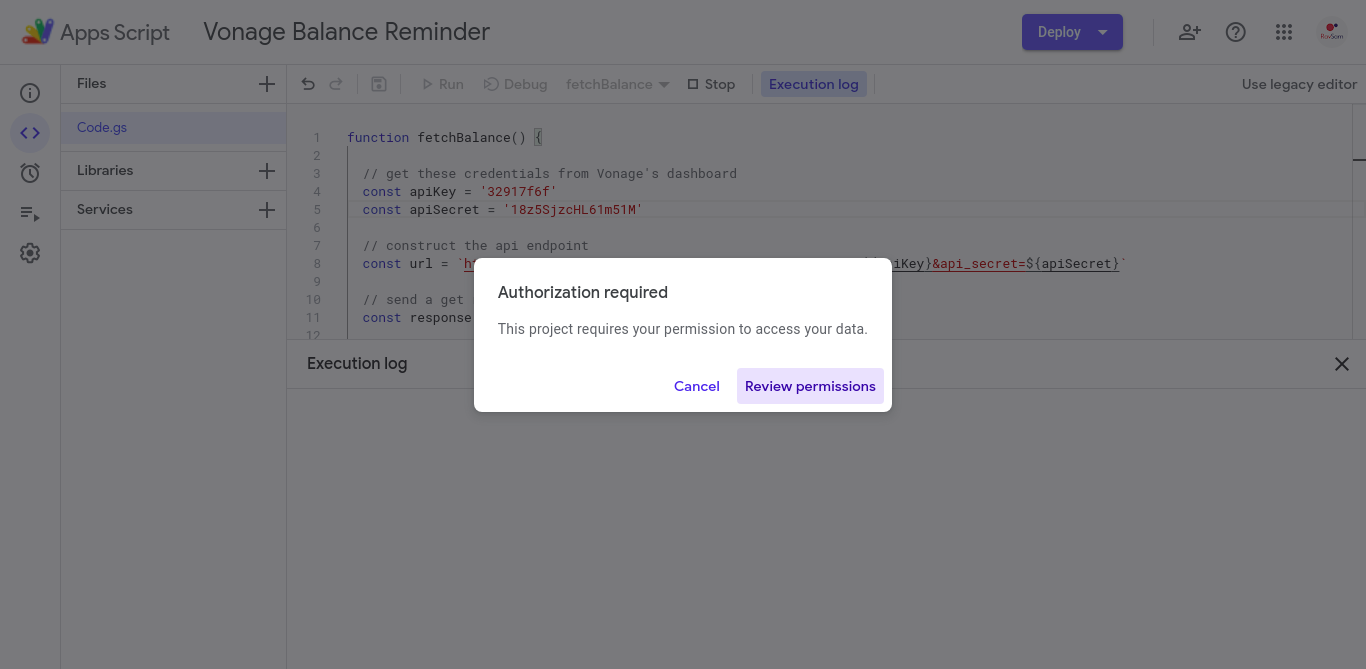 Apps Script
Vonage Balance Reminder
Deploy
Files
Run
Debug
fetchBalance
Stop
Execution log
Use legacy editor
Code.gs
Libraries
Services
1 function fetchBalance() {
2
3 // get these credentials from Vonage's dashboard
4 const apiKey = '32917f6f'
5 const apiSecret = '18z5SjzcHL61m51M'
6
7 // construct the api endpoint
8 const url = `h iKey}&api_secret=${apiSecret}`
9
10 // send a get
11 const response
12
Authorization required
This project requires your permission to access your data.
Cancel
Review permissions
Execution log